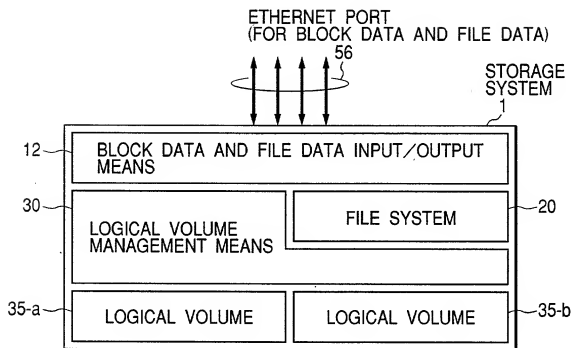 ETHERNET PORT
(FOR BLOCK DATA AND FILE DATA)
56
STORAGE
SYSTEM
1
12
BLOCK DATA AND FILE DATA INPUT/OUTPUT
MEANS
30
LOGICAL VOLUME
MANAGEMENT MEANS
FILE SYSTEM
20
35-a
LOGICAL VOLUME
LOGICAL VOLUME
35-b